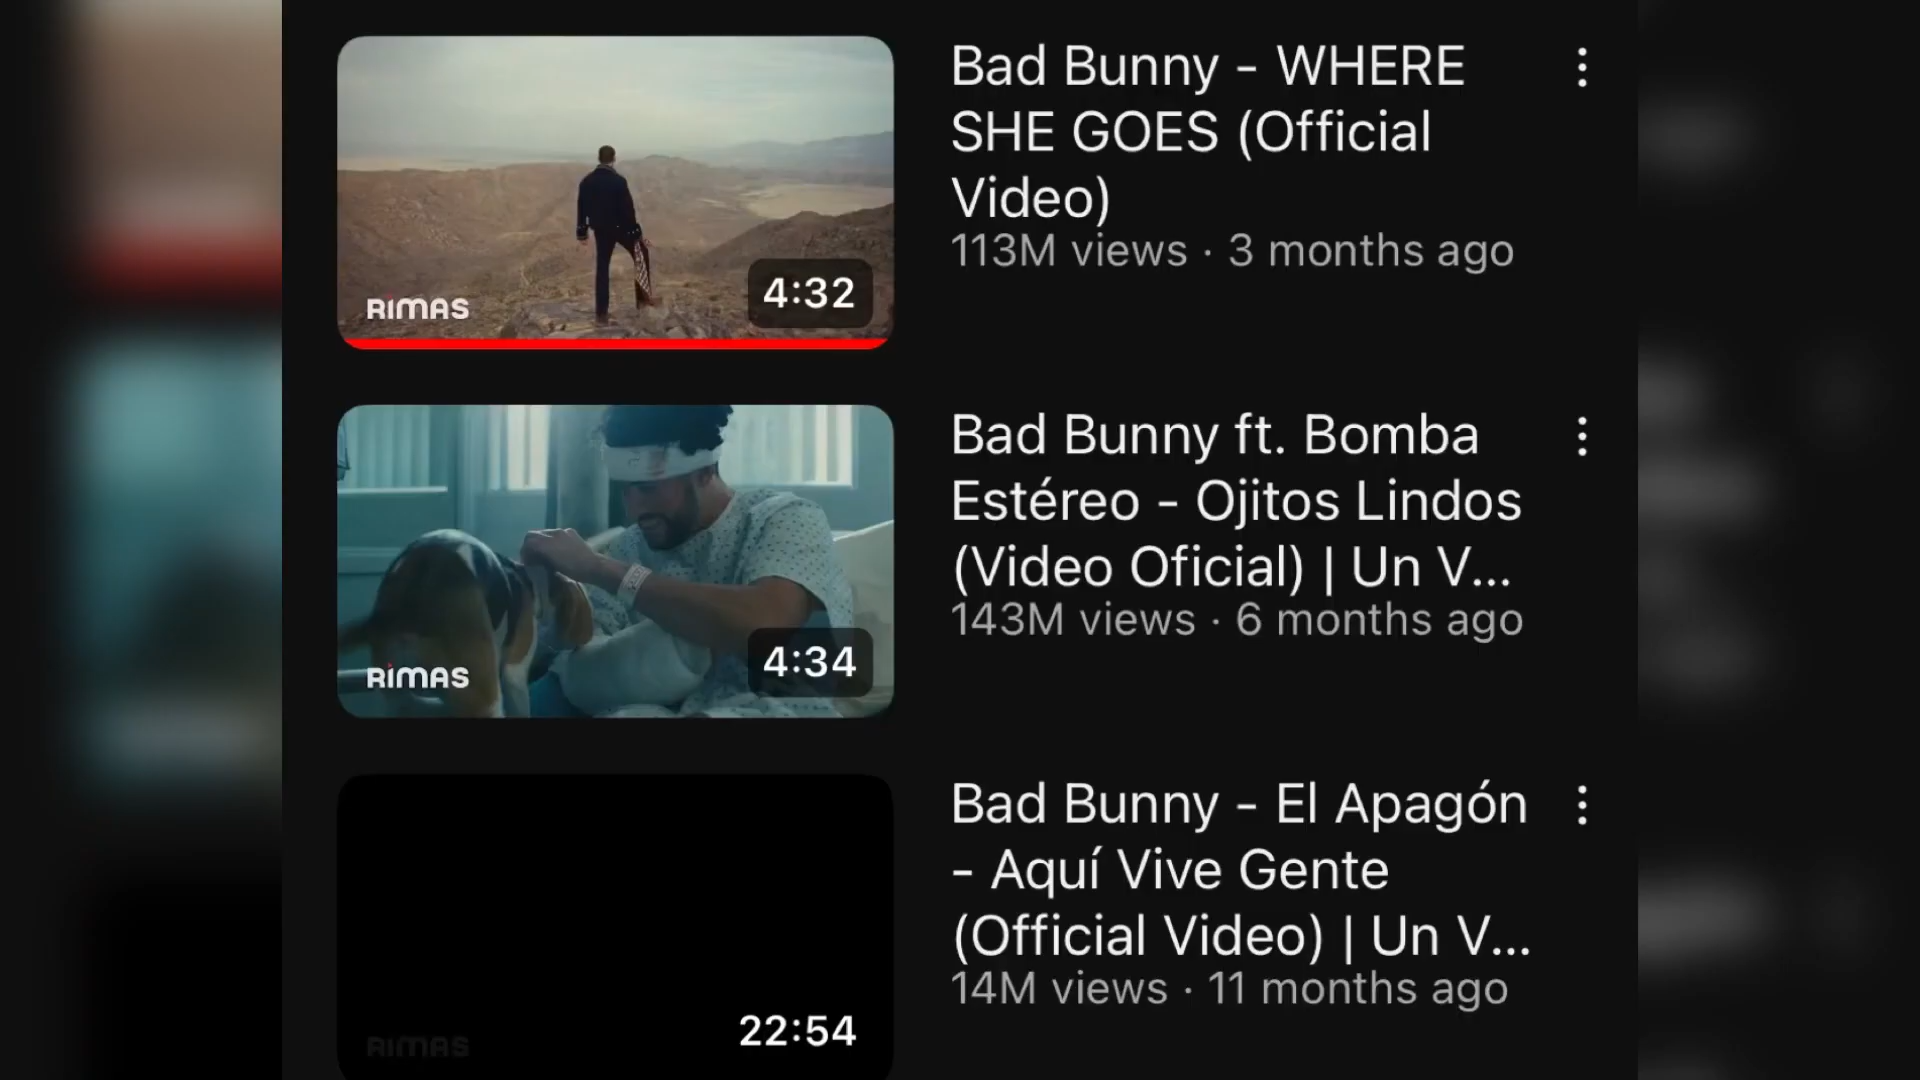 Bad Bunny - WHERE
SHE GOES (Official
Video)
113M views · 3 months ago
RIMAS
4:32
Bad Bunny ft. Bomba
Estéreo - Ojitos Lindos
(Video Oficial) | Un V...
143M views · 6 months ago
RIMAS
4:34
Bad Bunny - El Apagón
- Aquí Vive Gente
(Official Video) | Un V...
14M views · 11 months ago
RIMAS
22:54